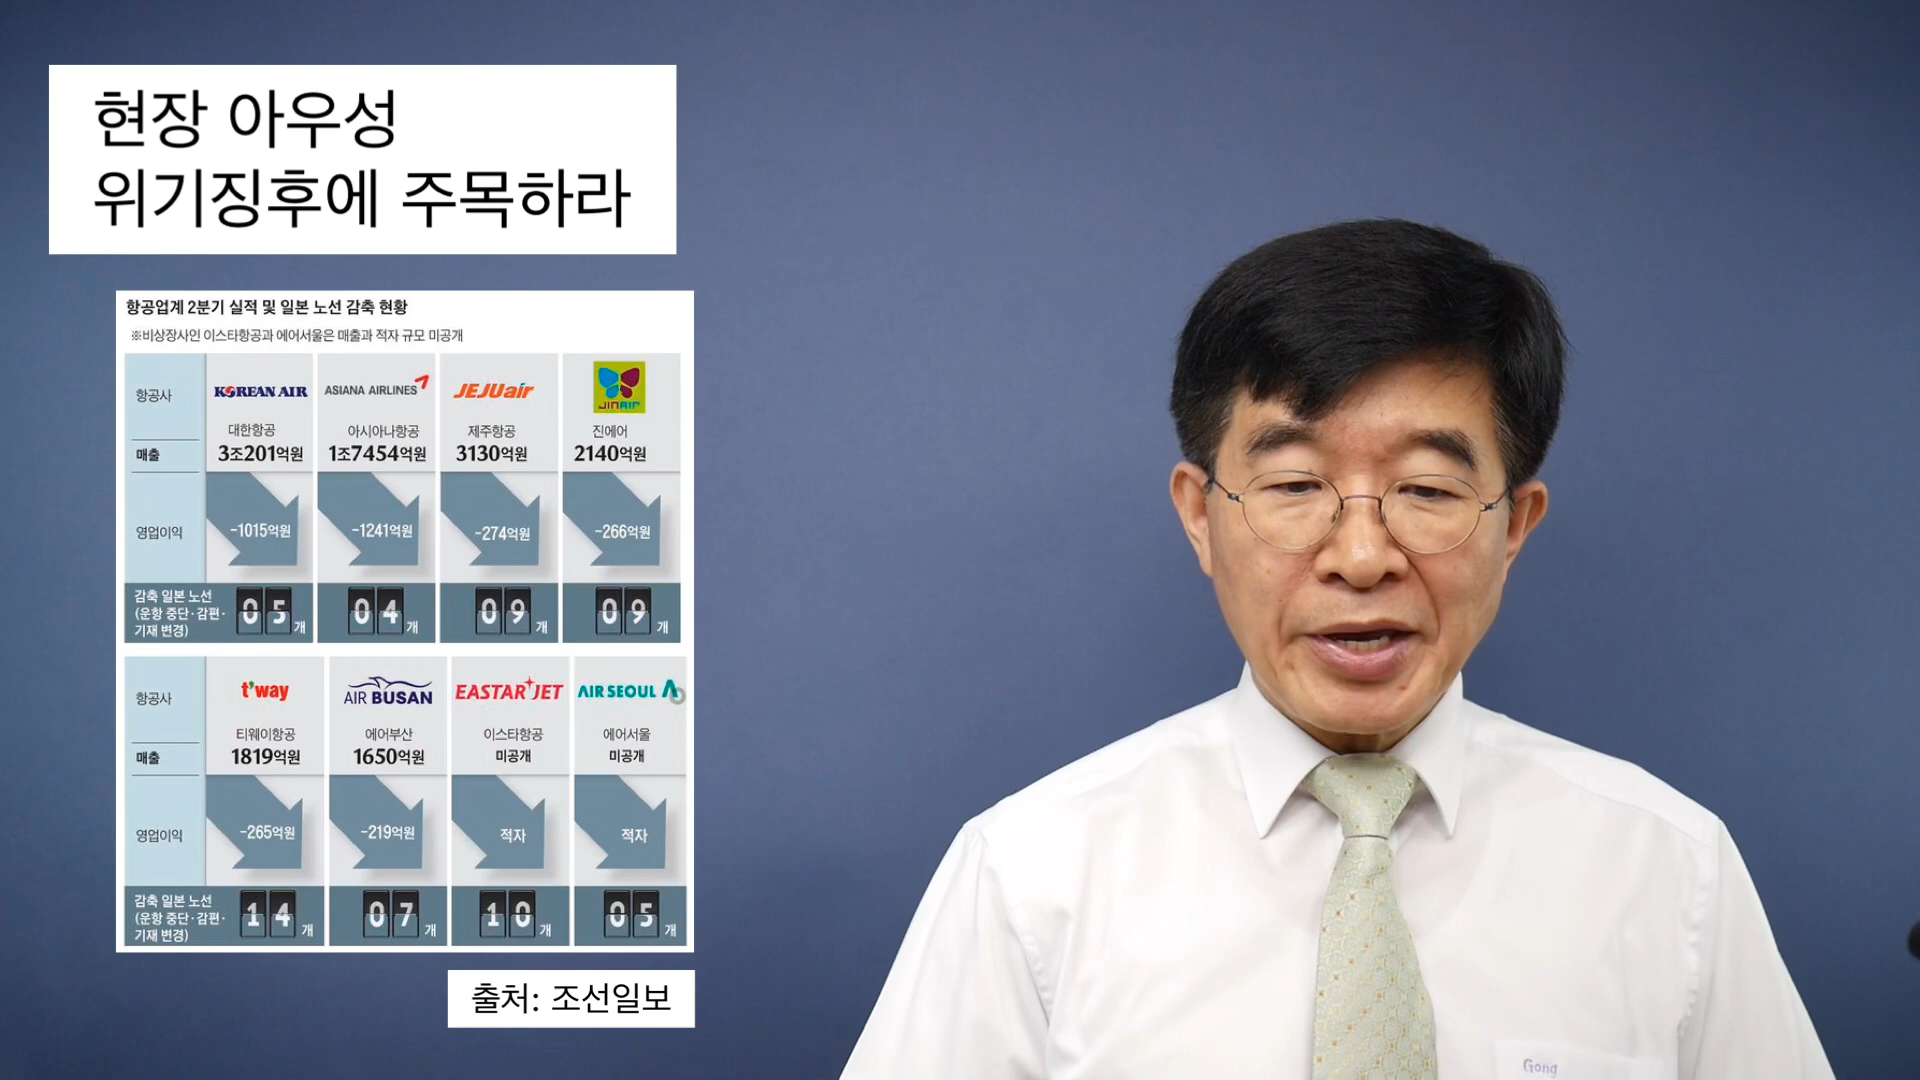 현장 아우성
위기징후에 주목하라
항공업계 2분기 실적 및 일본 노선 감축 현황
※비상장사인 이스타항공과 에어서울은 매출과 적자 규모 미공개
항공사 KOREAN AIR ASIANA AIRLINES JEJUair JINAIR
대한항공 아시아나항공 제주항공 진에어
매출 3조201억원 1조7454억원 3130억원 2140억원
영업이익 -1015억원 -1241억원 -274억원 -266억원
감축 일본 노선
(운항 중단·감편·
기재 변경)
05개 04개 09개 09개
항공사 t'way AIR BUSAN EASTAR JET AIR SEOUL
티웨이항공 에어부산 이스타항공 에어서울
매출 1819억원 1650억원 미공개 미공개
영업이익 -265억원 -219억원 적자 적자
감축 일본 노선
(운항 중단·감편·
기재 변경)
14개 07개 10개 05개
출처: 조선일보
Gong